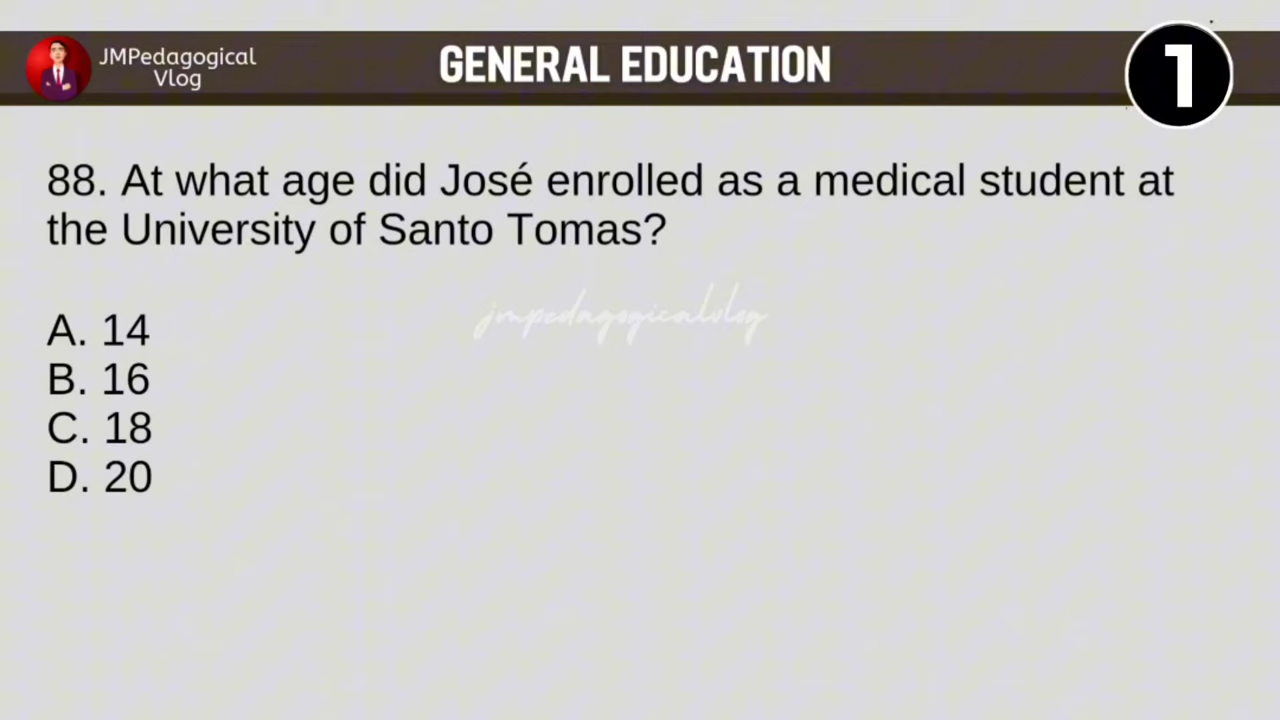 JMPedagogical
Vlog
GENERAL EDUCATION
1
88. At what age did José enrolled as a medical student at
the University of Santo Tomas?
jmpedagogicalvlog
A. 14
B. 16
C. 18
D. 20